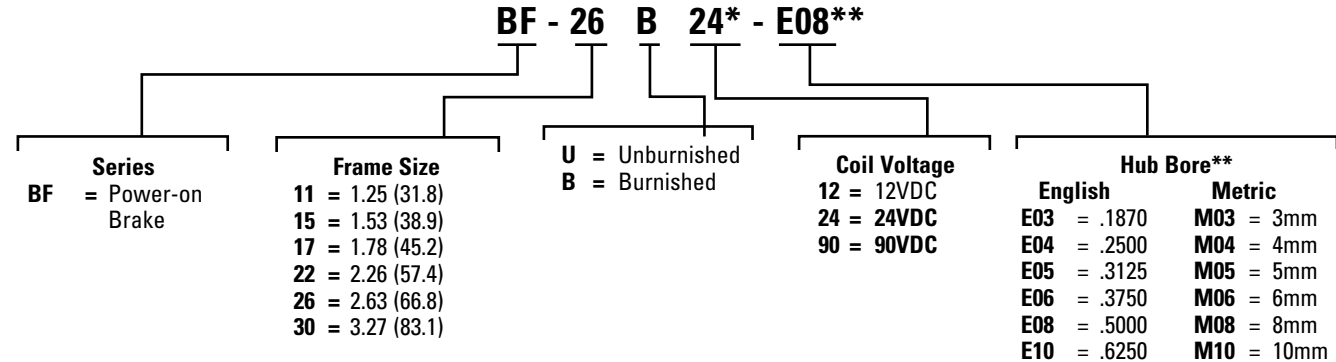 BF - 26 B 24* - E08**
Series
BF = Power-on
Brake
Frame Size
11 = 1.25 (31.8)
15 = 1.53 (38.9)
17 = 1.78 (45.2)
22 = 2.26 (57.4)
26 = 2.63 (66.8)
30 = 3.27 (83.1)
U = Unburnished
B = Burnished
Coil Voltage
12 = 12VDC
24 = 24VDC
90 = 90VDC
Hub Bore**
English Metric
E03 = .1870 M03 = 3mm
E04 = .2500 M04 = 4mm
E05 = .3125 M05 = 5mm
E06 = .3750 M06 = 6mm
E08 = .5000 M08 = 8mm
E10 = .6250 M10 = 10mm